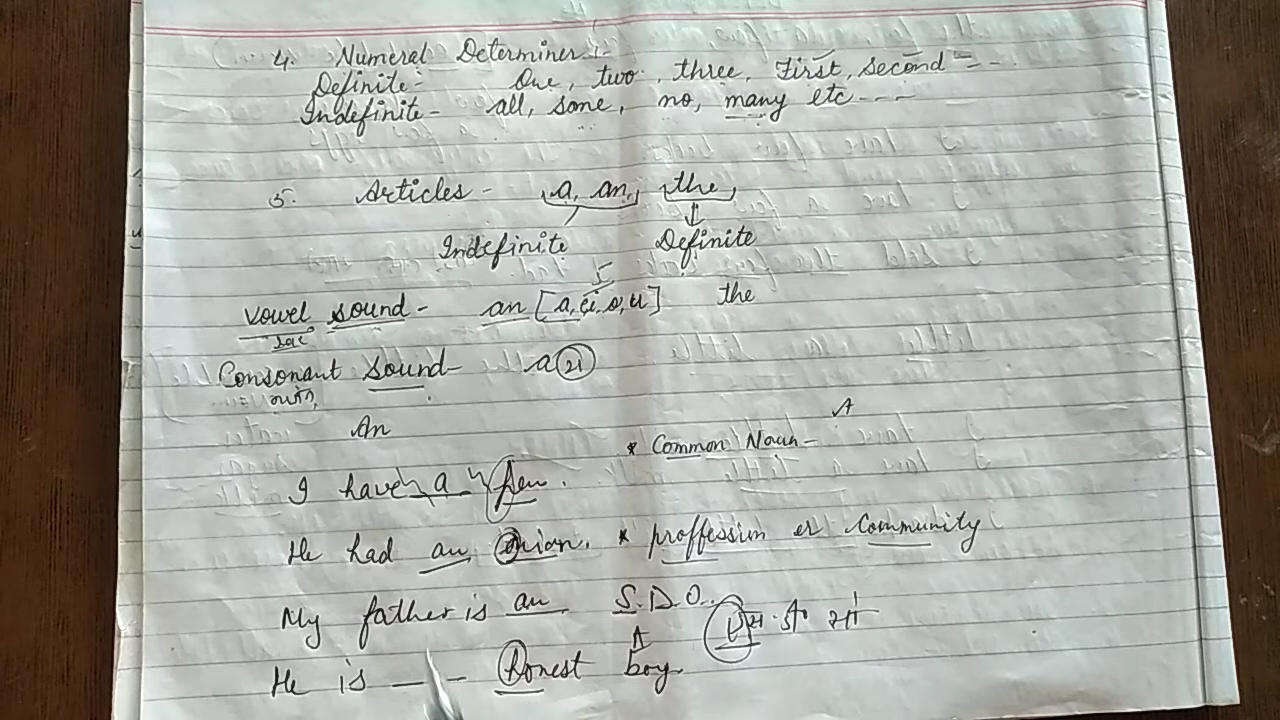 4. Numeral Determiner :-
Definite - One, two, three, First, second = - .
Indefinite - all, some, no, many etc ----
5. Articles - a, an, the,
Indefinite Definite
5
vowel sound - an [a, e, i, o, u] the
Consonant Sound - a 21
An A
* Common Noun -
I have a Pen.
He had an onion. * proffession or Community
My father is an S.D.O.
He is —— honest boy.
A